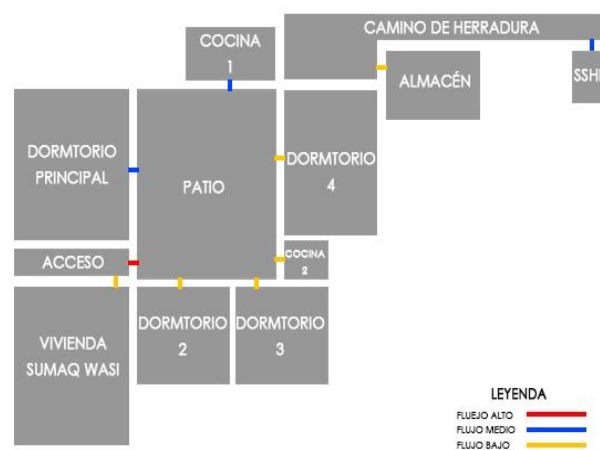 COCINA
1
CAMINO DE HERRADURA
ALMACÉN
SSHH
DORMTORIO
PRINCIPAL
PATIO
DORMTORIO
4
ACCESO
COCINA
2
VIVIENDA
SUMAQ WASI
DORMTORIO
2
DORMTORIO
3
LEYENDA
FLUEJO ALTO
FLUJO MEDIO
FLUJO BAJO